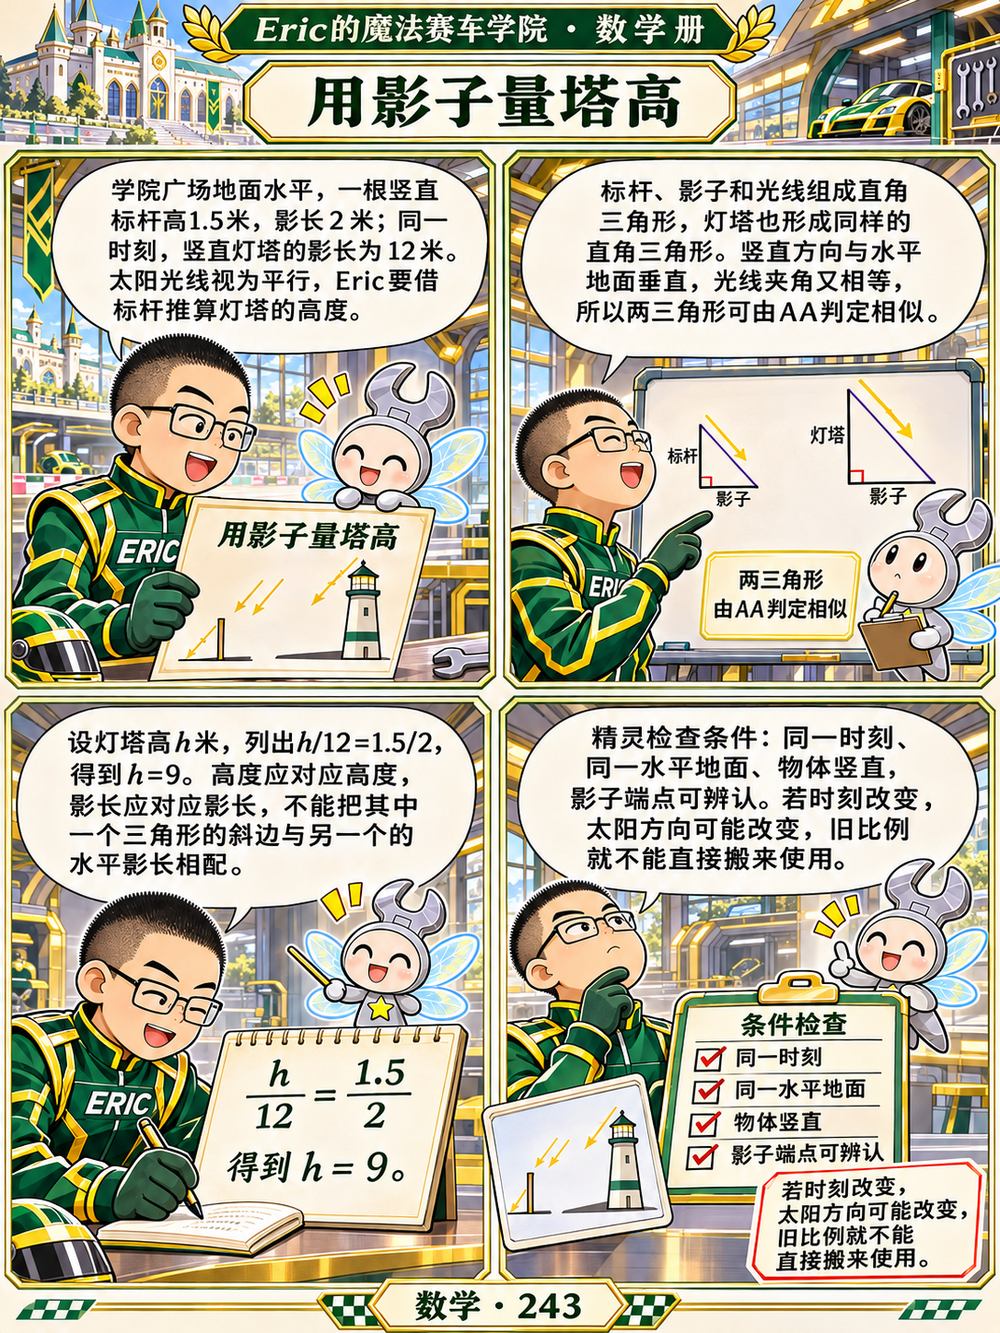 Eric的魔法赛车学院·数学册
用影子量塔高
学院广场地面水平，一根竖直
标杆高1.5米，影长2米；同一
时刻，竖直灯塔的影长为12米。
太阳光线视为平行，Eric要借
标杆推算灯塔的高度。
ERIC
用影子量塔高
标杆、影子和光线组成直角
三角形，灯塔也形成同样的
直角三角形。竖直方向与水平
地面垂直，光线夹角又相等，
所以两三角形可由AA判定相似。
标杆
影子
灯塔
影子
ERIC
两三角形
由AA判定相似
设灯塔高h米，列出h/12=1.5/2，
得到h=9。高度应对应高度，
影长应对应影长，不能把其中
一个三角形的斜边与另一个的
水平影长相配。
ERIC
h/12 = 1.5/2
得到 h = 9。
精灵检查条件：同一时刻、
同一水平地面、物体竖直，
影子端点可辨认。若时刻改变，
太阳方向可能改变，旧比例
就不能直接搬来使用。
条件检查
同一时刻
同一水平地面
物体竖直
影子端点可辨认
若时刻改变，
太阳方向可能改变，
旧比例就不能
直接搬来使用。
数学·243